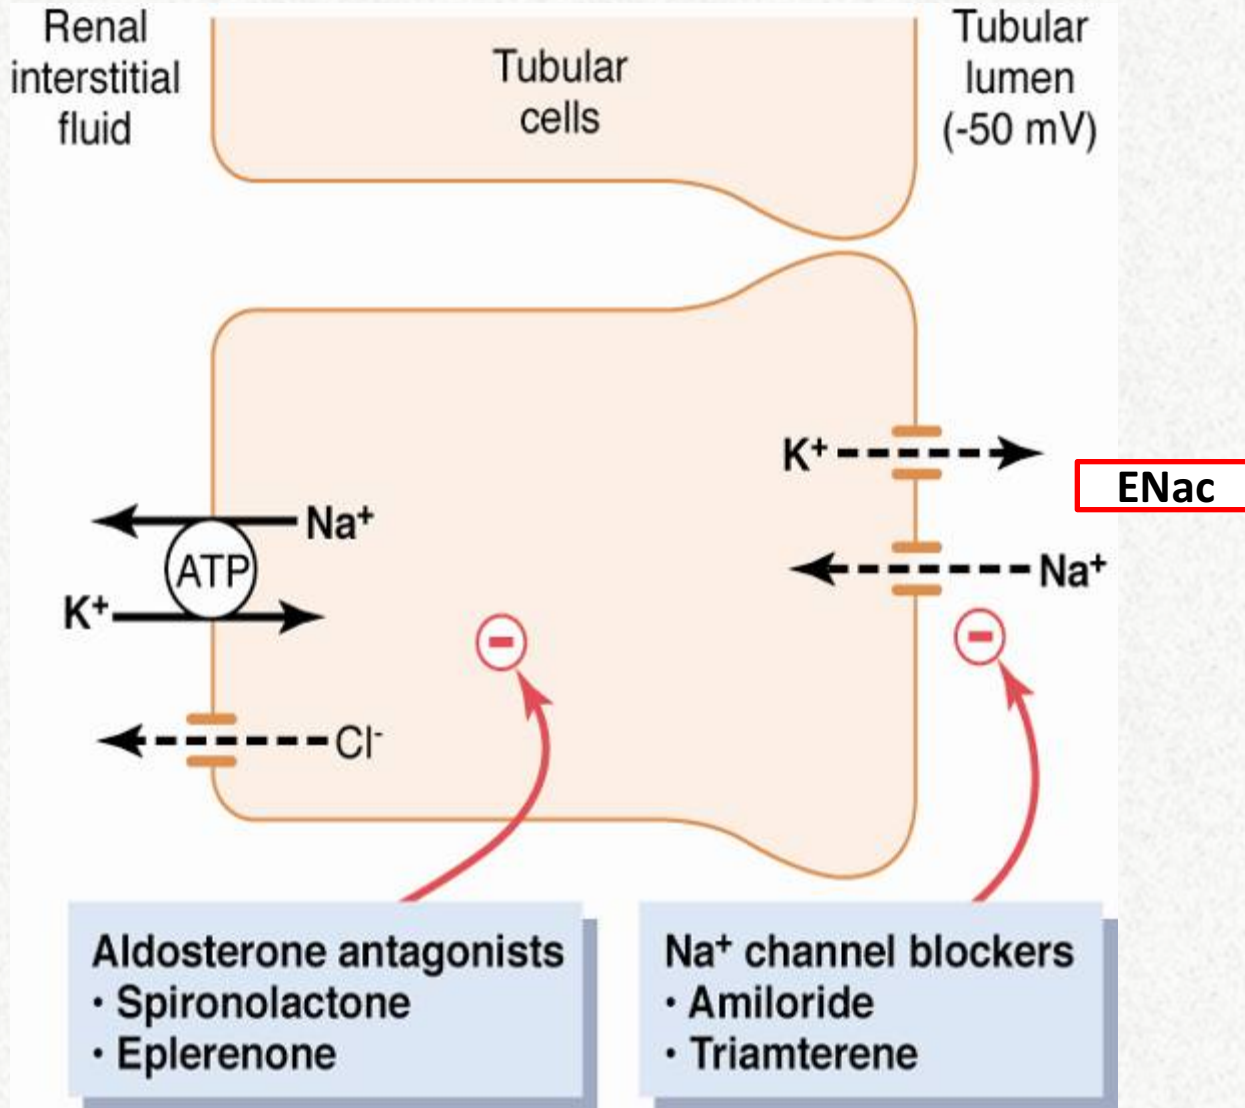 Renal
interstitial
fluid
Tubular
cells
Tubular
lumen
(-50 mV)
K⁺
ENac
Na⁺
Na⁺
ATP
K⁺
Cl⁻
Aldosterone antagonists
• Spironolactone
• Eplerenone
Na⁺ channel blockers
• Amiloride
• Triamterene